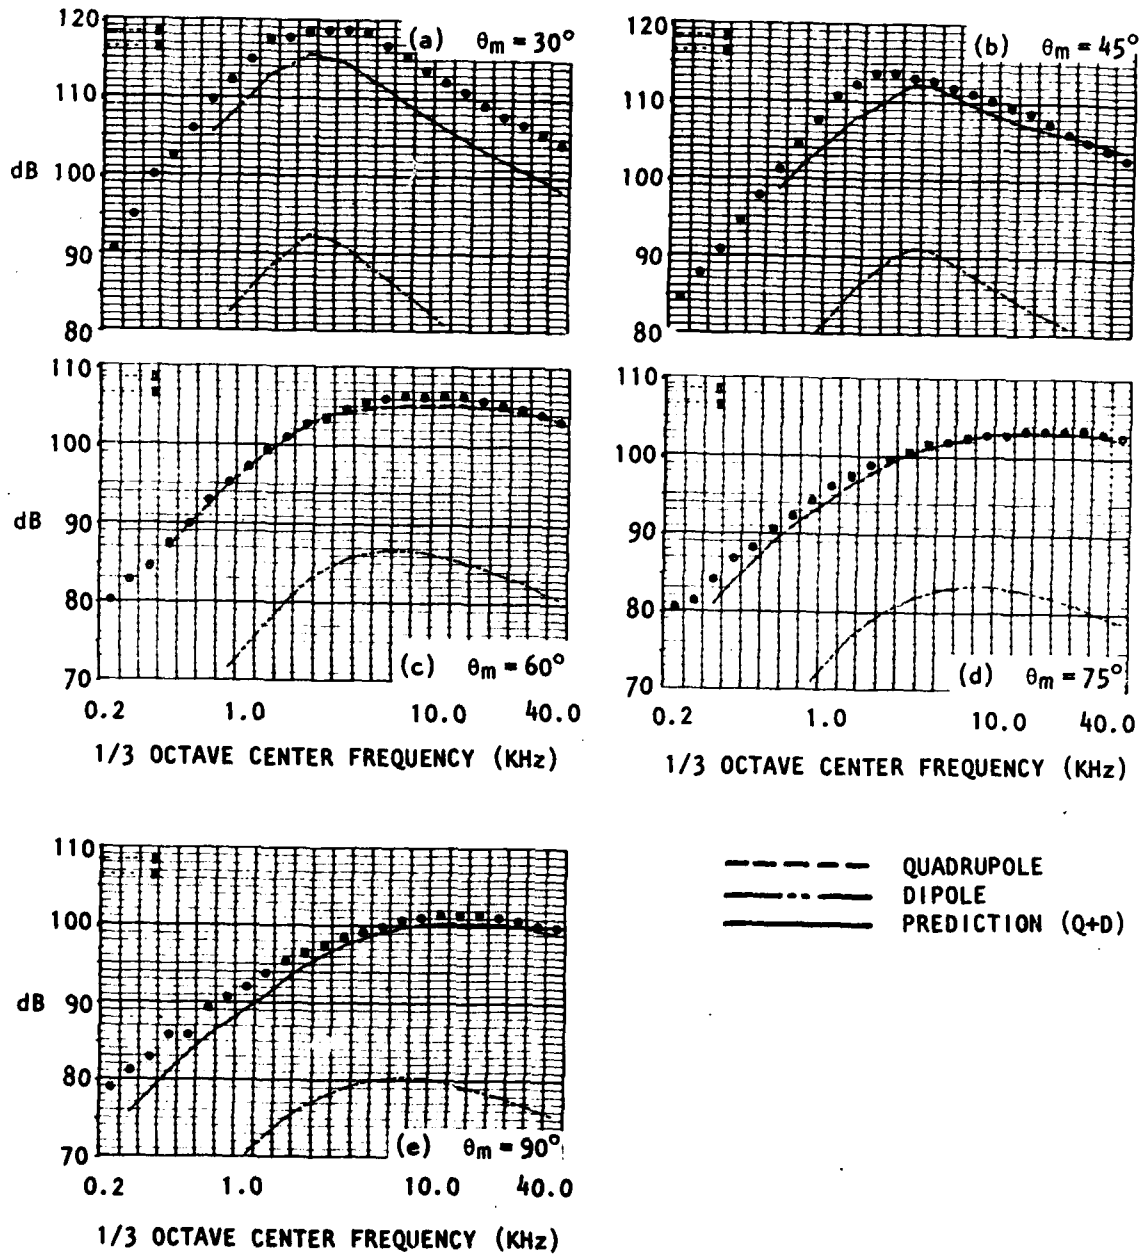 120
110
dB 100
90
80
(a) θm = 30°
120
110
100
90
80
(b) θm = 45°
110
100
dB 90
80
70
(c) θm = 60°
0.2 1.0 10.0 40.0
1/3 OCTAVE CENTER FREQUENCY (KHz)
110
100
90
80
70
(d) θm = 75°
0.2 1.0 10.0 40.0
1/3 OCTAVE CENTER FREQUENCY (KHz)
110
100
dB 90
80
70
(e) θm = 90°
0.2 1.0 10.0 40.0
1/3 OCTAVE CENTER FREQUENCY (KHz)
QUADRUPOLE
DIPOLE
PREDICTION (Q+D)